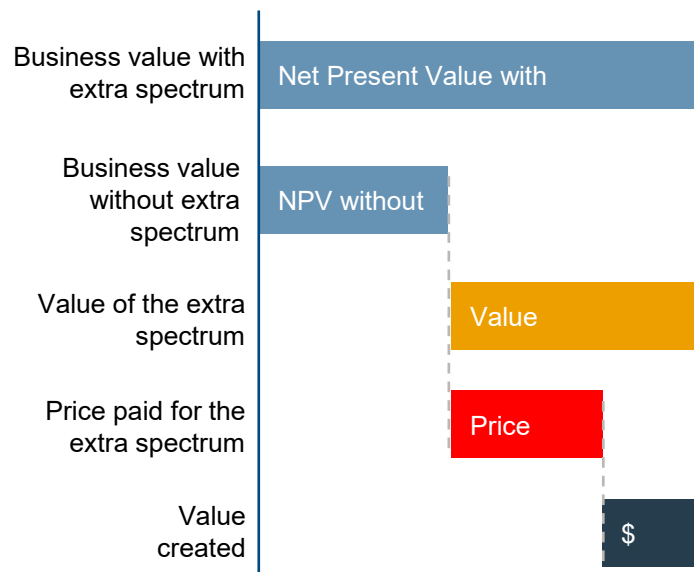 Business value with
extra spectrum
Net Present Value with
Business value
without extra
spectrum
NPV without
Value of the extra
spectrum
Value
Price paid for the
extra spectrum
Price
Value
created
$